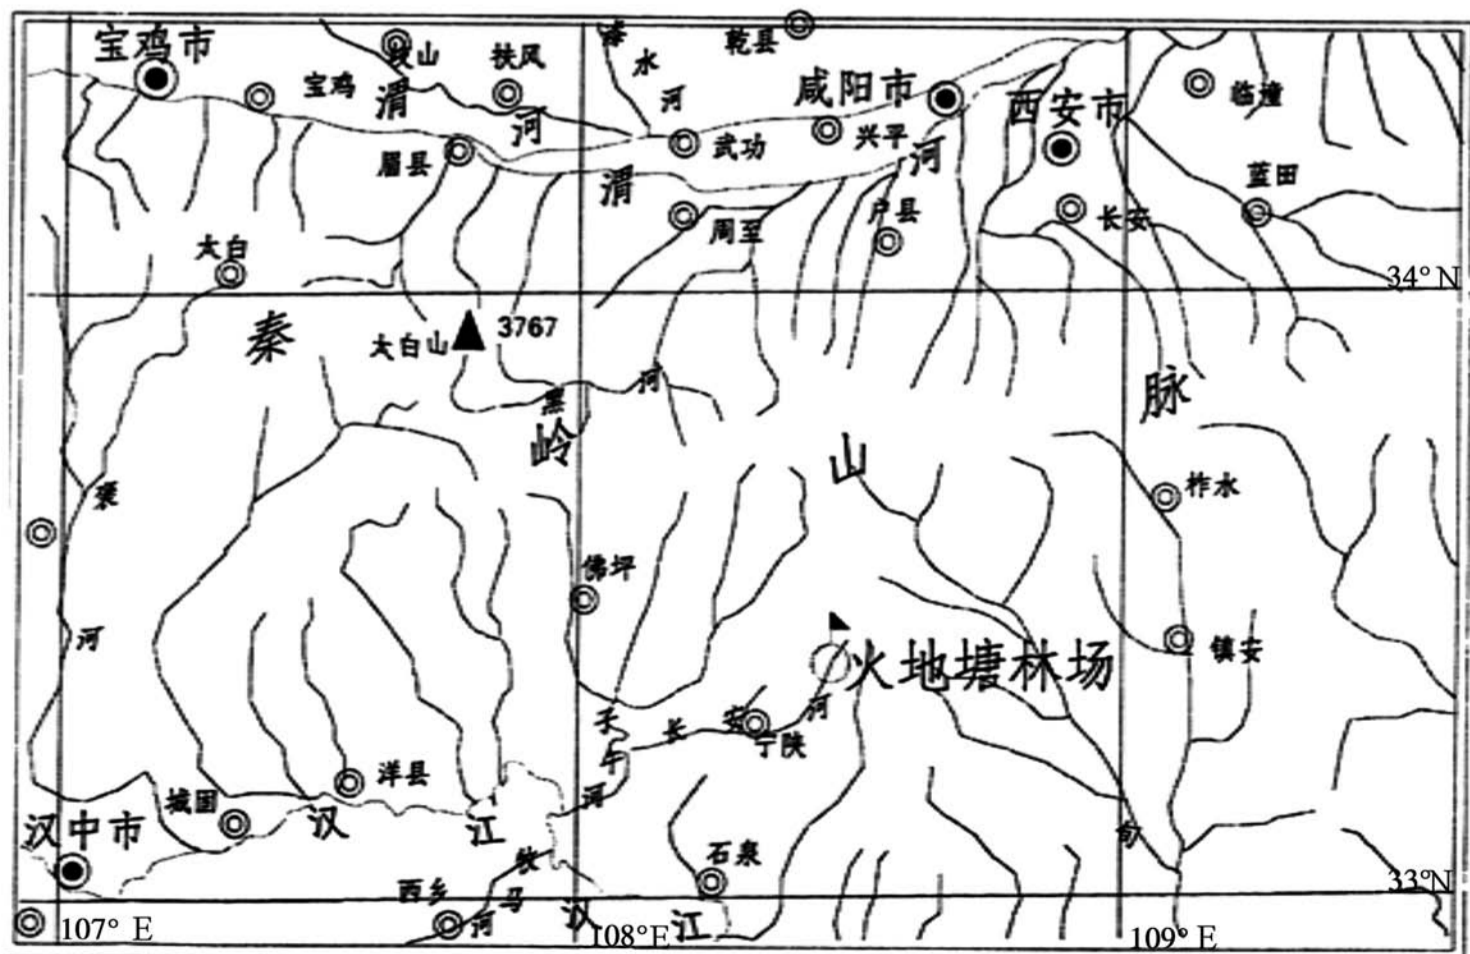 宝鸡市
岐山
扶风
漆
水
河
乾县
宝鸡
渭
河
咸阳市
西安市
临潼
眉县
武功
兴平
河
渭
蓝田
户县
长安
周至
太白
34°N
秦
太白山
3767
河
黑
岭
脉
山
柞水
褒
佛坪
河
镇安
火地塘林场
子
长
安
河
宁陕
午
河
洋县
城固
汉
江
汉中市
旬
牧
石泉
西乡
马
河
汉
江
33°N
107° E
108°E
109° E